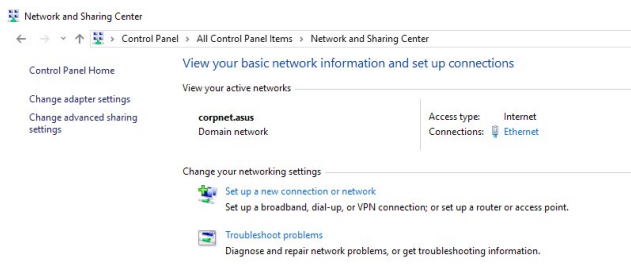 Network and Sharing Center
Control Panel > All Control Panel Items > Network and Sharing Center
Control Panel Home
Change adapter settings
Change advanced sharing
settings
View your basic network information and set up connections
View your active networks
corpnet.asus
Domain network
Access type: Internet
Connections: Ethernet
Change your networking settings
Set up a new connection or network
Set up a broadband, dial-up, or VPN connection; or set up a router or access point.
Troubleshoot problems
Diagnose and repair network problems, or get troubleshooting information.